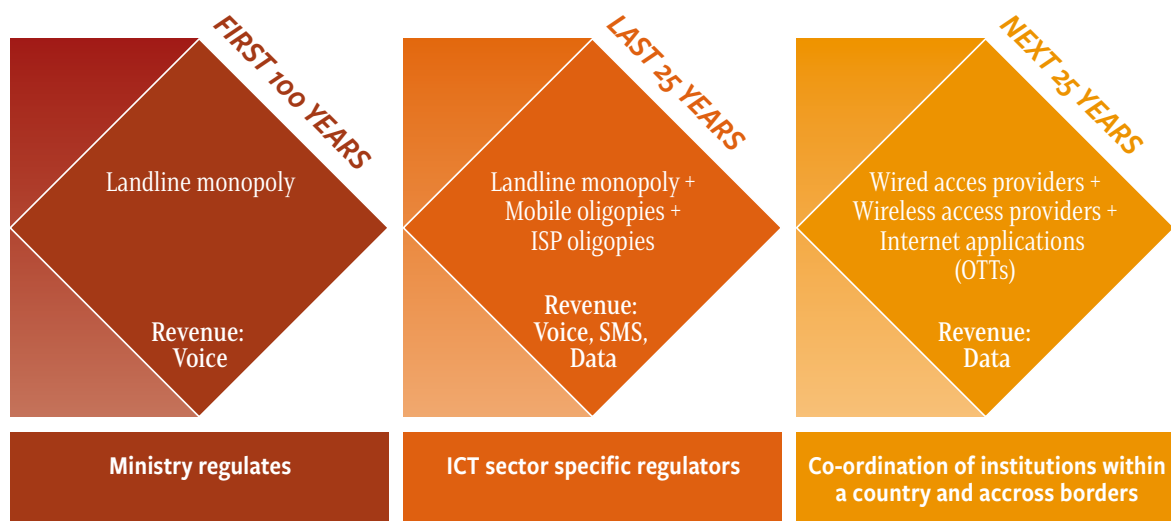 FIRST 100 YEARS
Landline monopoly
Revenue:
Voice
Ministry regulates
LAST 25 YEARS
Landline monopoly +
Mobile oligopies +
ISP oligopies
Revenue:
Voice, SMS,
Data
ICT sector specific regulators
NEXT 25 YEARS
Wired acces providers +
Wireless access providers +
Internet applications
(OTTs)
Revenue:
Data
Co-ordination of institutions within
a country and accross borders